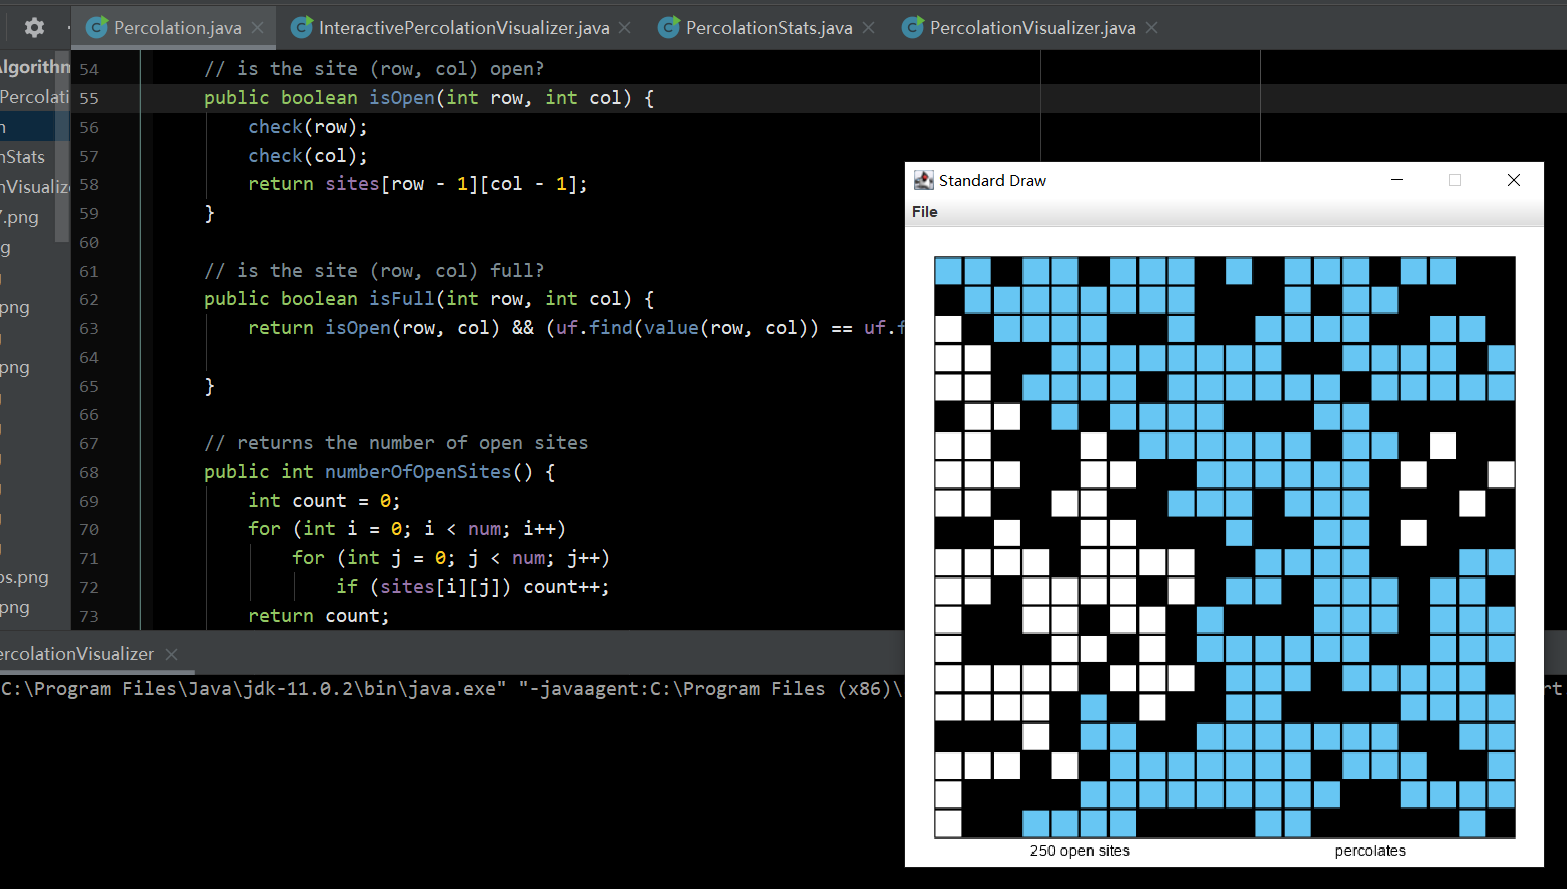 Percolation.java
InteractivePercolationVisualizer.java
PercolationStats.java
PercolationVisualizer.java
54 // is the site (row, col) open?
55 public boolean isOpen(int row, int col) {
56 check(row);
57 check(col);
58 return sites[row - 1][col - 1];
59 }
60
61 // is the site (row, col) full?
62 public boolean isFull(int row, int col) {
63 return isOpen(row, col) && (uf.find(value(row, col)) == uf.f
64
65 }
66
67 // returns the number of open sites
68 public int numberOfOpenSites() {
69 int count = 0;
70 for (int i = 0; i < num; i++)
71 for (int j = 0; j < num; j++)
72 if (sites[i][j]) count++;
73 return count;
lgorithm
Percolati
n
nStats
nVisualize
.png
g
png
png
os.png
png
Standard Draw
File
250 open sites
percolates
ercolationVisualizer
C:\Program Files\Java\jdk-11.0.2\bin\java.exe" "-javaagent:C:\Program Files (x86)\
rt